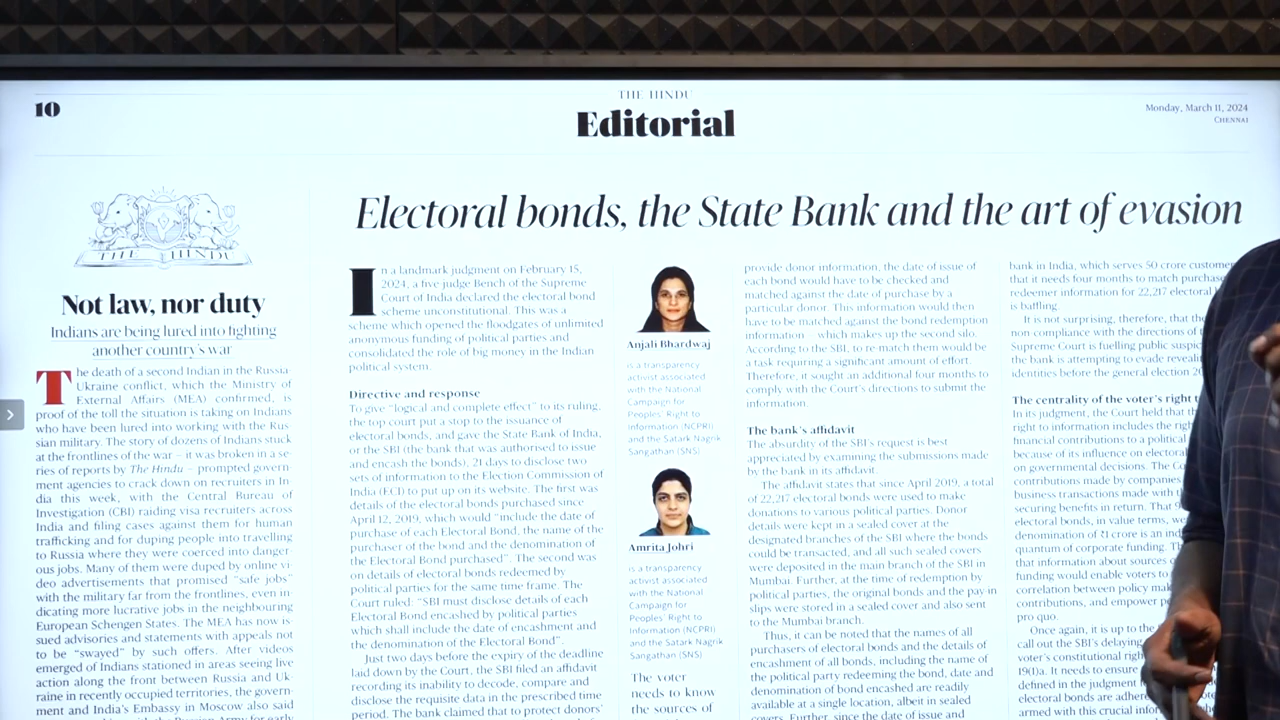 10
THE HINDU
Editorial
Monday, March 11, 2024
CHENNAI
THE HINDU
Not law, nor duty
Indians are being lured into fighting
another country's war
The death of a second Indian in the Russia-
Ukraine conflict, which the Ministry of
External Affairs (MEA) confirmed, is
proof of the toll the situation is taking on Indians
who have been lured into working with the Rus-
sian military. The story of dozens of Indians stuck
at the frontlines of the war – it was broken in a se-
ries of reports by The Hindu – prompted govern-
ment agencies to crack down on recruiters in In-
dia this week, with the Central Bureau of
Investigation (CBI) raiding visa recruiters across
India and filing cases against them for human
trafficking and for duping people into travelling
to Russia where they were coerced into danger-
ous jobs. Many of them were duped by online vi-
deo advertisements that promised "safe jobs"
with the military far from the frontlines, even in-
dicating more lucrative jobs in the neighbouring
European Schengen States. The MEA has now is-
sued advisories and statements with appeals not
to be "swayed" by such offers. After videos
emerged of Indians stationed in areas seeing live
action along the front between Russia and Uk-
raine in recently occupied territories, the govern-
ment and India's Embassy in Moscow also said
Electoral bonds, the State Bank and the art of evasion
In a landmark judgment on February 15,
2024, a five judge Bench of the Supreme
Court of India declared the electoral bond
scheme unconstitutional. This was a
scheme which opened the floodgates of unlimited
anonymous funding of political parties and
consolidated the role of big money in the Indian
political system.
Directive and response
To give "logical and complete effect" to its ruling,
the top court put a stop to the issuance of
electoral bonds, and gave the State Bank of India,
or the SBI (the bank that was authorised to issue
and encash the bonds), 21 days to disclose two
sets of information to the Election Commission of
India (ECI) to put up on its website. The first was
details of the electoral bonds purchased since
April 12, 2019, which would "include the date of
purchase of each Electoral Bond, the name of the
purchaser of the bond and the denomination of
the Electoral Bond purchased". The second was
on details of electoral bonds redeemed by
political parties for the same time frame. The
Court ruled: "SBI must disclose details of each
Electoral Bond encashed by political parties
which shall include the date of encashment and
the denomination of the Electoral Bond".
Just two days before the expiry of the deadline
laid down by the Court, the SBI filed an affidavit
recording its inability to decode, compare and
disclose the requisite data in the prescribed time
period. The bank claimed that to protect donors'
Anjali Bhardwaj
is a transparency
activist associated
with the National
Campaign for
Peoples' Right to
Information (NCPRI)
and the Satark Nagrik
Sangathan (SNS)
Amrita Johri
is a transparency
activist associated
with the National
Campaign for
Peoples' Right to
Information (NCPRI)
and the Satark Nagrik
Sangathan (SNS)
The voter
needs to know
the sources of
provide donor information, the date of issue of
each bond would have to be checked and
matched against the date of purchase by a
particular donor. This information would then
have to be matched against the bond redemption
information which makes up the second silo.
According to the SBI, to re match them would be
a task requiring a significant amount of effort.
Therefore, it sought an additional four months to
comply with the Court's directions to submit the
information.
The bank's affidavit
The absurdity of the SBI's request is best
appreciated by examining the submissions made
by the bank in its affidavit.
The affidavit states that since April 2019, a total
of 22,217 electoral bonds were used to make
donations to various political parties. Donor
details were kept in a sealed cover at the
designated branches of the SBI where the bonds
could be transacted, and all such sealed covers
were deposited in the main branch of the SBI in
Mumbai. Further, at the time of redemption by
political parties, the original bonds and the pay-in
slips were stored in a sealed cover and also sent
to the Mumbai branch.
Thus, it can be noted that the names of all
purchasers of electoral bonds and the details of
encashment of all bonds, including the name of
the political party redeeming the bond, date and
denomination of bond encashed are readily
available at a single location, albeit in sealed
covers. Further, since the date of issue and
bank in India, which serves 50 crore customer
that it needs four months to match purchase
redeemer information for 22,217 electoral
is baffling.
It is not surprising, therefore, that the
non compliance with the directions of
Supreme Court is fuelling public suspic
the bank is attempting to evade reveali
identities before the general election 20
The centrality of the voter's right
In its judgment, the Court held that th
right to information includes the righ
financial contributions to a political
because of its influence on electoral
on governmental decisions. The Co
contributions made by companies
business transactions made with t
securing benefits in return. That 9
electoral bonds, in value terms, we
denomination of ₹1 crore is an ind
quantum of corporate funding. Th
that information about sources o
funding would enable voters to
correlation between policy mak
contributions, and empower pe
pro quo.
Once again, it is up to the
call out the SBI's delaying
voter's constitutional righ
19(1)a. It needs to ensure
defined in the judgment
electoral bonds are adhere
armed with this crucial infor